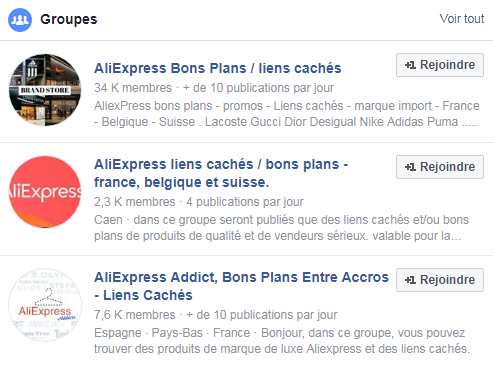 Groupes
Voir tout
AliExpress Bons Plans / liens cachés
+1 Rejoindre
34 K membres · + de 10 publications par jour
AliexPress bons plans - promos - Liens cachés - marque import - France
- Belgique - Suisse . Lacoste Gucci Dior Desigual Nike Adidas Puma .....
BRAND STORE
AliExpress liens cachés / bons plans -
france, belgique et suisse.
+1 Rejoindre
2,3 K membres · 4 publications par jour
Caen · dans ce groupe seront publiés que des liens cachés et/ou bons
plans de produits de qualité et de vendeurs sérieux. valable pour la...
AliExpress
AliExpress Addict, Bons Plans Entre Accros
- Liens Cachés
+1 Rejoindre
7,6 K membres · + de 10 publications par jour
Espagne · Pays-Bas · France · Bonjour, dans ce groupe, vous pouvez
trouver des produits de marque de luxe Aliexpress et des liens cachés.
AliExpress
Addict